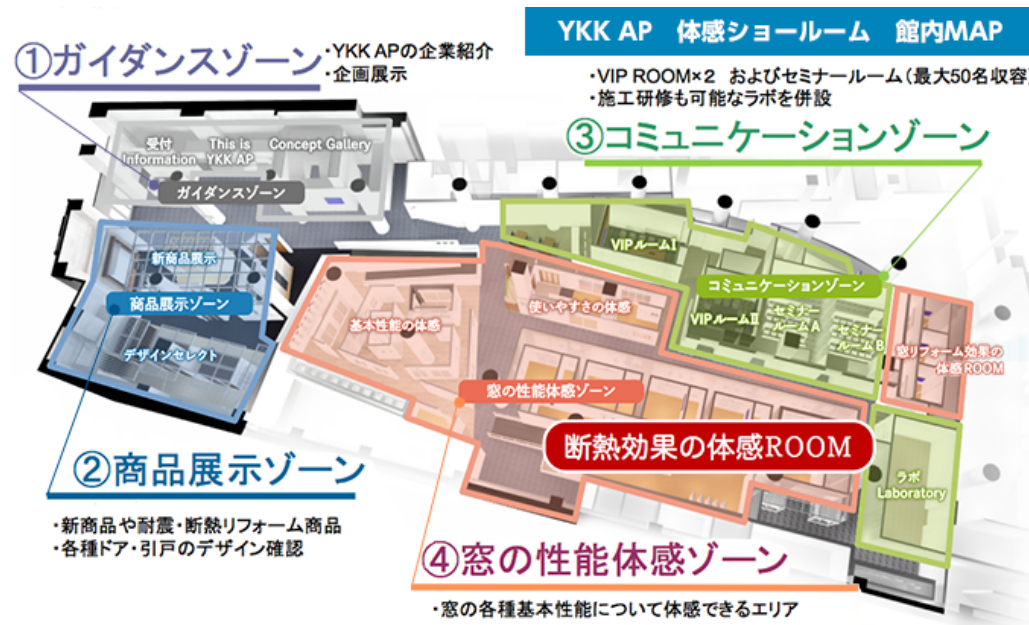 YKK AP 体感ショールーム 館内MAP
①ガイダンスゾーン
・YKK APの企業紹介
・企画展示
・VIP ROOM×2 およびセミナールーム(最大50名収容
・施工研修も可能なラボを併設
③コミュニケーションゾーン
受付
Information
This is
YKK AP
Concept Gallery
ガイダンスゾーン
新商品展示
商品展示ゾーン
デザインセレクト
VIPルームⅠ
コミュニケーションゾーン
VIPルームⅡ
セミナー
ルームA
セミナー
ルームB
基本性能の体感
使いやすさの体感
窓リフォーム効果の
体感ROOM
窓の性能体感ゾーン
断熱効果の体感ROOM
ラボ
Laboratory
②商品展示ゾーン
・新商品や耐震・断熱リフォーム商品
・各種ドア・引戸のデザイン確認
④窓の性能体感ゾーン
・窓の各種基本性能について体感できるエリア